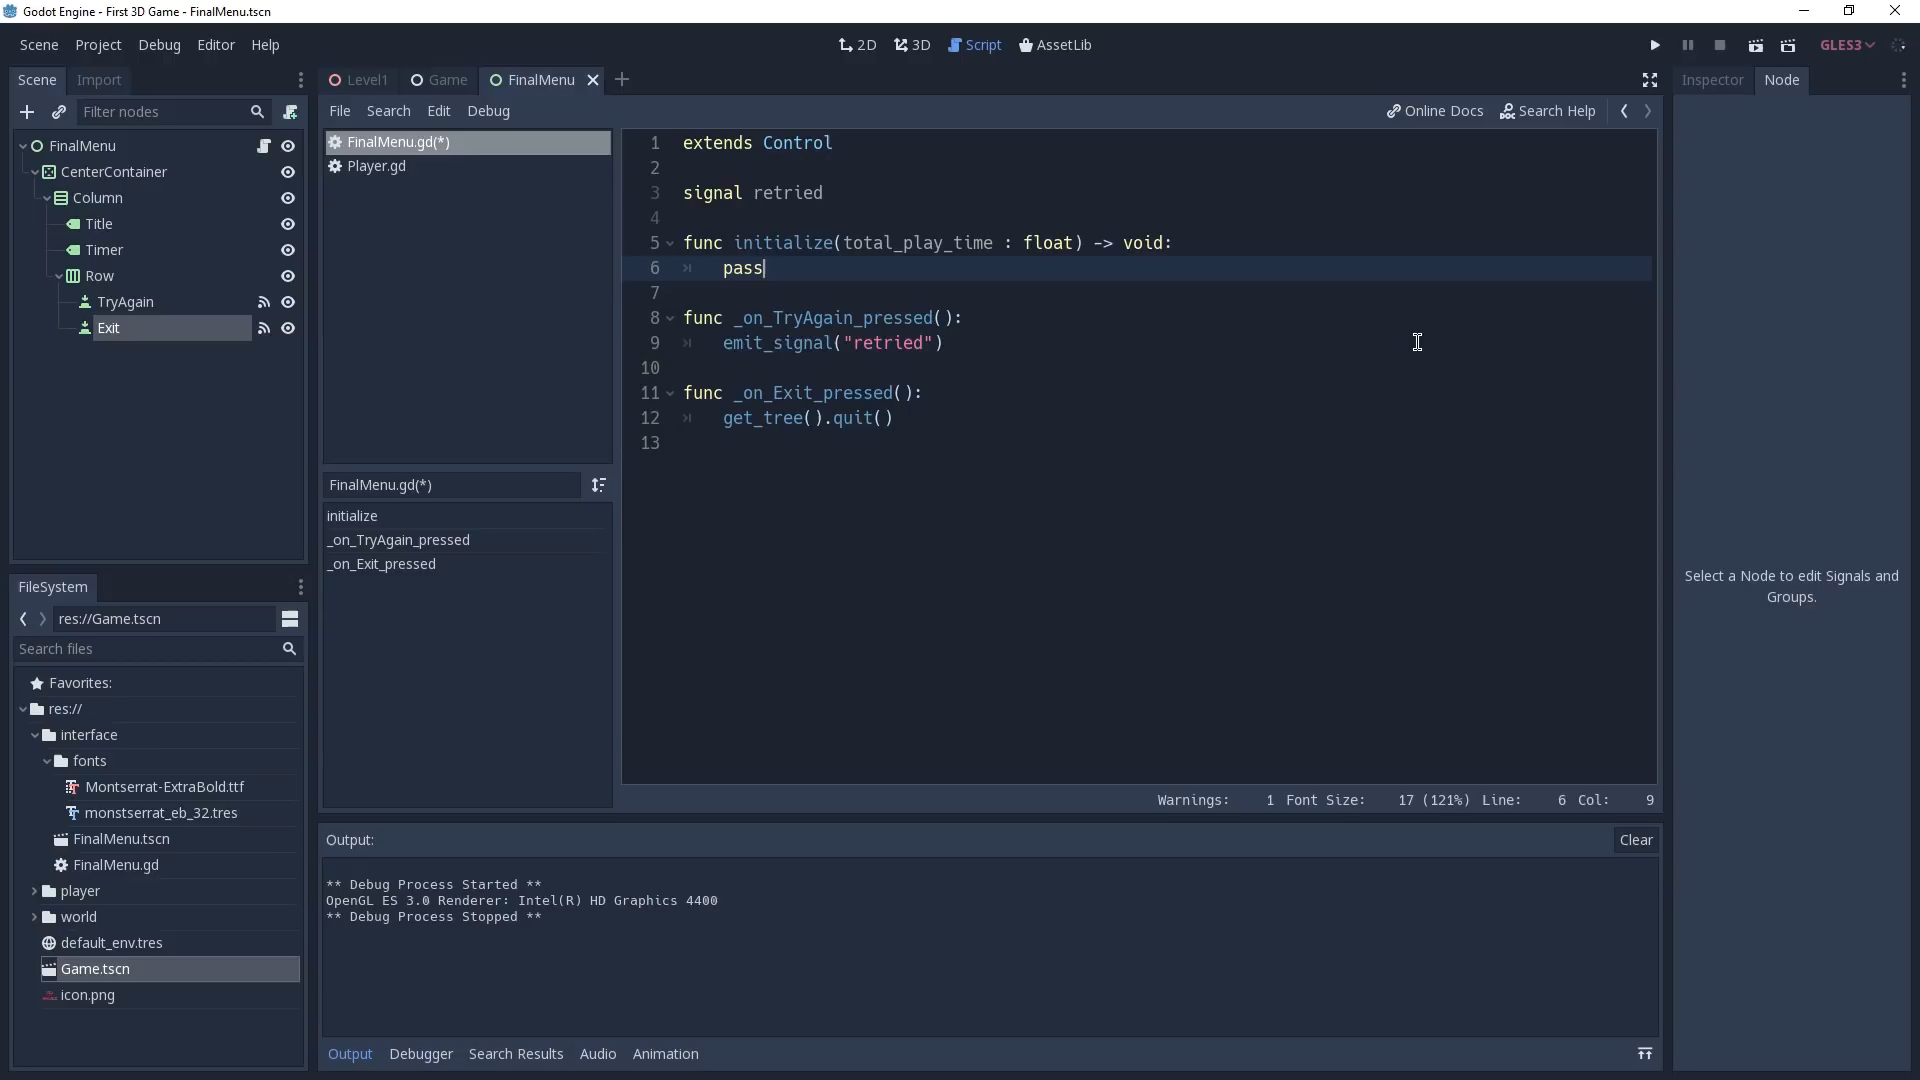 Godot Engine - First 3D Game - FinalMenu.tscn
Scene Project Debug Editor Help
2D 3D Script AssetLib
GLES3
Scene Import
Filter nodes
FinalMenu
CenterContainer
Column
Title
Timer
Row
TryAgain
Exit
FileSystem
res://Game.tscn
Search files
Favorites:
res://
interface
fonts
Montserrat-ExtraBold.ttf
monstserrat_eb_32.tres
FinalMenu.tscn
FinalMenu.gd
player
world
default_env.tres
Game.tscn
icon.png
Level1 Game FinalMenu
File Search Edit Debug
Online Docs Search Help
FinalMenu.gd(*)
Player.gd
FinalMenu.gd(*)
initialize
_on_TryAgain_pressed
_on_Exit_pressed
1 extends Control
2
3 signal retried
4
5 func initialize(total_play_time : float) -> void:
6 pass
7
8 func _on_TryAgain_pressed():
9 emit_signal("retried")
10
11 func _on_Exit_pressed():
12 get_tree().quit()
13
Warnings: 1 Font Size: 17 (121%) Line: 6 Col: 9
Output:
Clear
** Debug Process Started **
OpenGL ES 3.0 Renderer: Intel(R) HD Graphics 4400
** Debug Process Stopped **
Output Debugger Search Results Audio Animation
Inspector Node
Select a Node to edit Signals and
Groups.